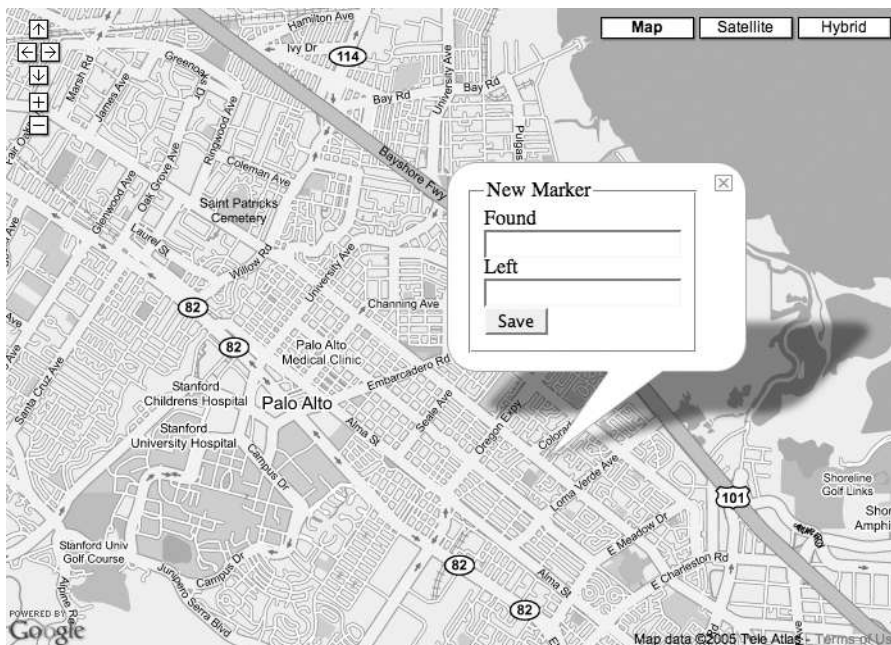 Hamilton Ave
Ivy Dr
114
University Ave
Map
Satellite
Hybrid
Marsh Rd
James Ave
Greenoaks Dr
Ringwood Ave
Bay Rd
Bay Rd
Bayshore Fwy
Glenwood Ave
Oak Grove Ave
Coleman Ave
Saint Patricks
Cemetery
Laurel St
Willow Rd
University Ave
New Marker
Found
Left
Save
82
Channing Ave
82
Palo Alto
Medical Clinic
Embarcadero Rd
Santa Cruz Ave
Stanford
Childrens Hospital
Palo Alto
Seale Ave
Alma St
Oregon Expy
Stanford
University Hospital
Campus Dr
Loma Verde Ave
Shoreline
Golf Links
101
Stanford Univ
Golf Course
Campus Dr
Junipero Serra Blvd
E Meadow Dr
E Charleston Rd
82
Alma St
82
POWERED BY
Google
Map data ©2005 Tele Atlas - Terms of Us